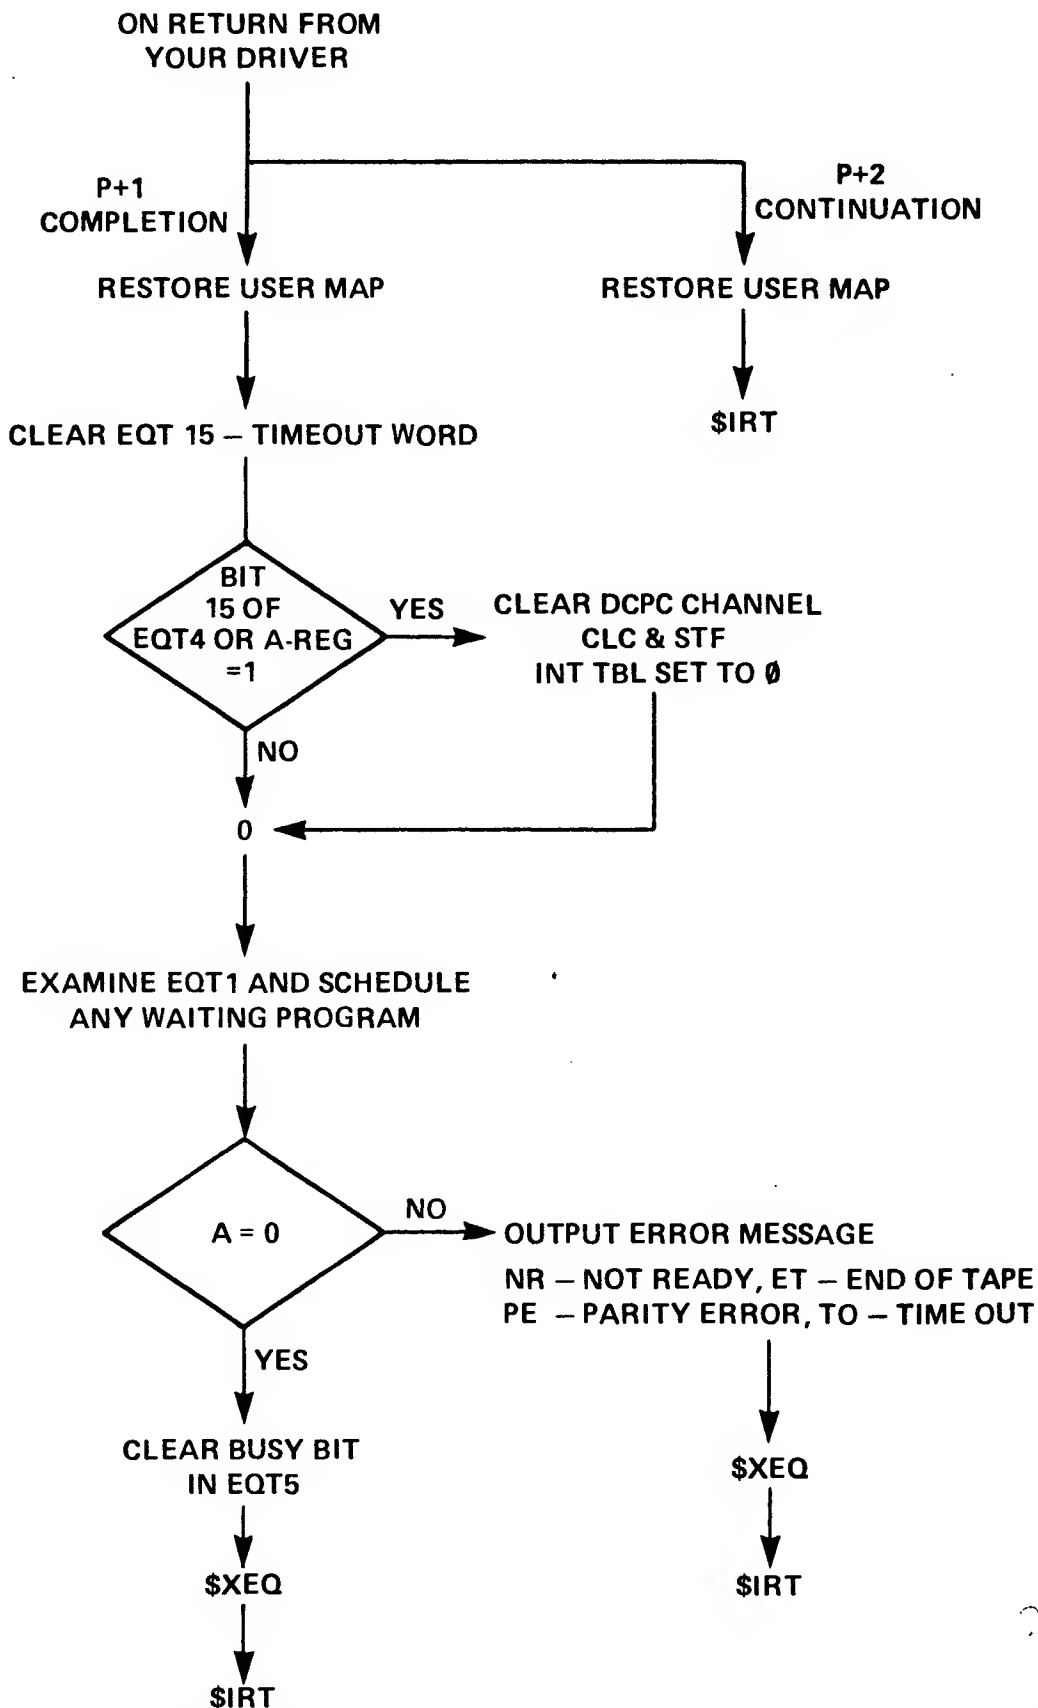 ON RETURN FROM
YOUR DRIVER
P+1
COMPLETION
P+2
CONTINUATION
RESTORE USER MAP
RESTORE USER MAP
CLEAR EQT 15 – TIMEOUT WORD
$IRT
BIT
15 OF
EQT4 OR A-REG
=1
YES
CLEAR DCPC CHANNEL
CLC & STF
INT TBL SET TO Ø
NO
0
EXAMINE EQT1 AND SCHEDULE
ANY WAITING PROGRAM
A = 0
NO
OUTPUT ERROR MESSAGE
NR – NOT READY, ET – END OF TAPE
PE – PARITY ERROR, TO – TIME OUT
YES
CLEAR BUSY BIT
IN EQT5
$XEQ
$XEQ
$IRT
$IRT